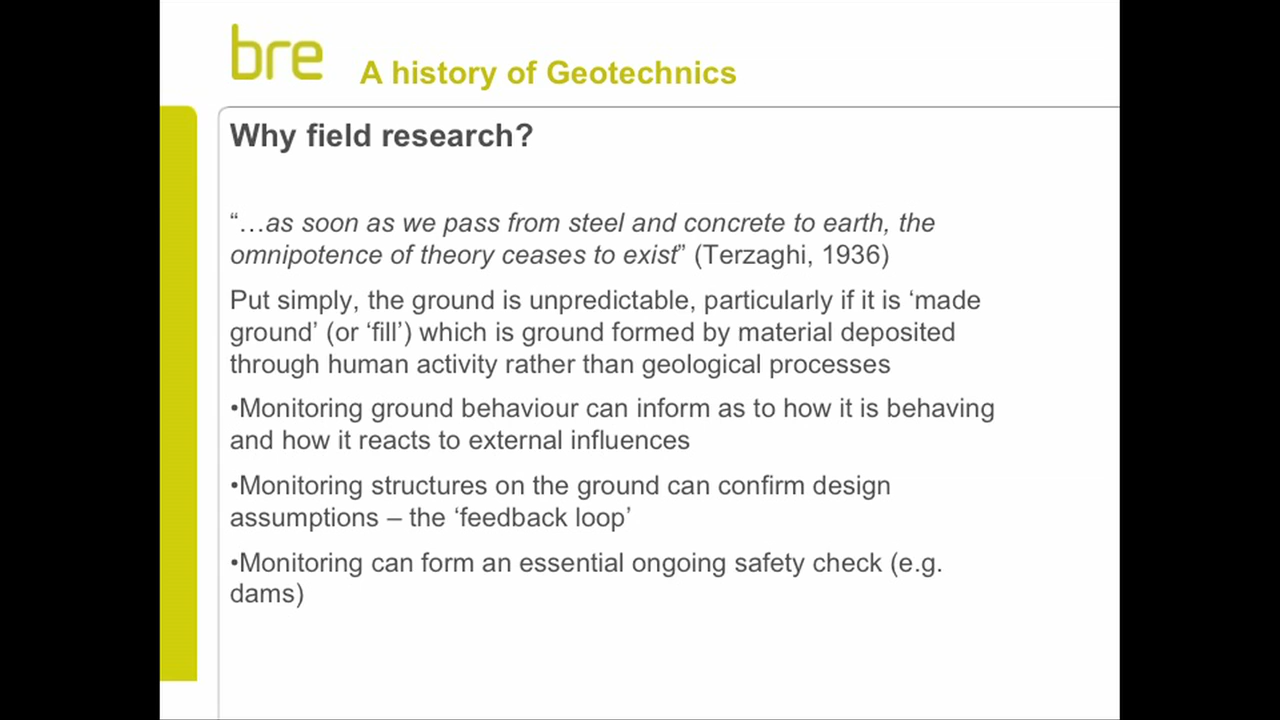 bre
A history of Geotechnics
Why field research?
“…as soon as we pass from steel and concrete to earth, the
omnipotence of theory ceases to exist” (Terzaghi, 1936)
Put simply, the ground is unpredictable, particularly if it is ‘made
ground’ (or ‘fill’) which is ground formed by material deposited
through human activity rather than geological processes
•Monitoring ground behaviour can inform as to how it is behaving
and how it reacts to external influences
•Monitoring structures on the ground can confirm design
assumptions – the ‘feedback loop’
•Monitoring can form an essential ongoing safety check (e.g.
dams)